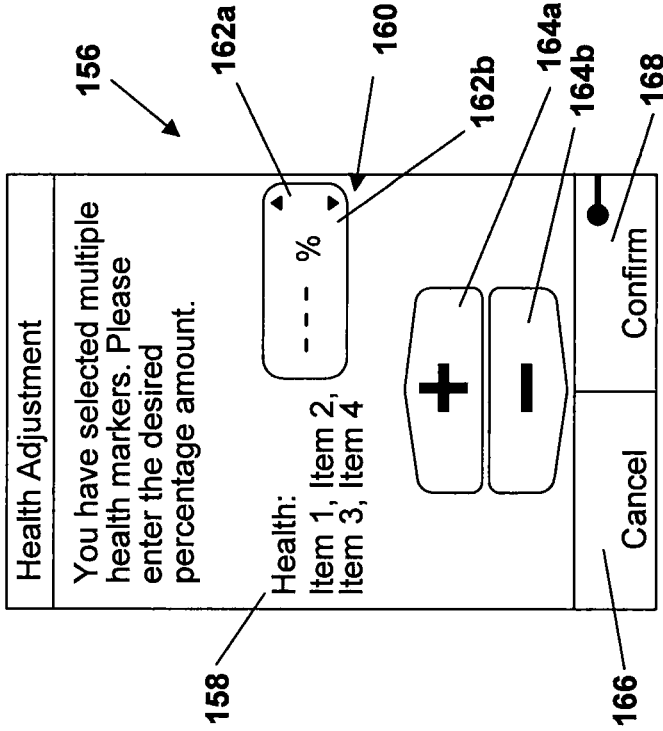 Health Adjustment
You have selected multiple
health markers. Please
enter the desired
percentage amount.
Health:
Item 1, Item 2,
Item 3, Item 4
--- %
+
-
Cancel
Confirm
156
158
160
162a
162b
164a
164b
166
168